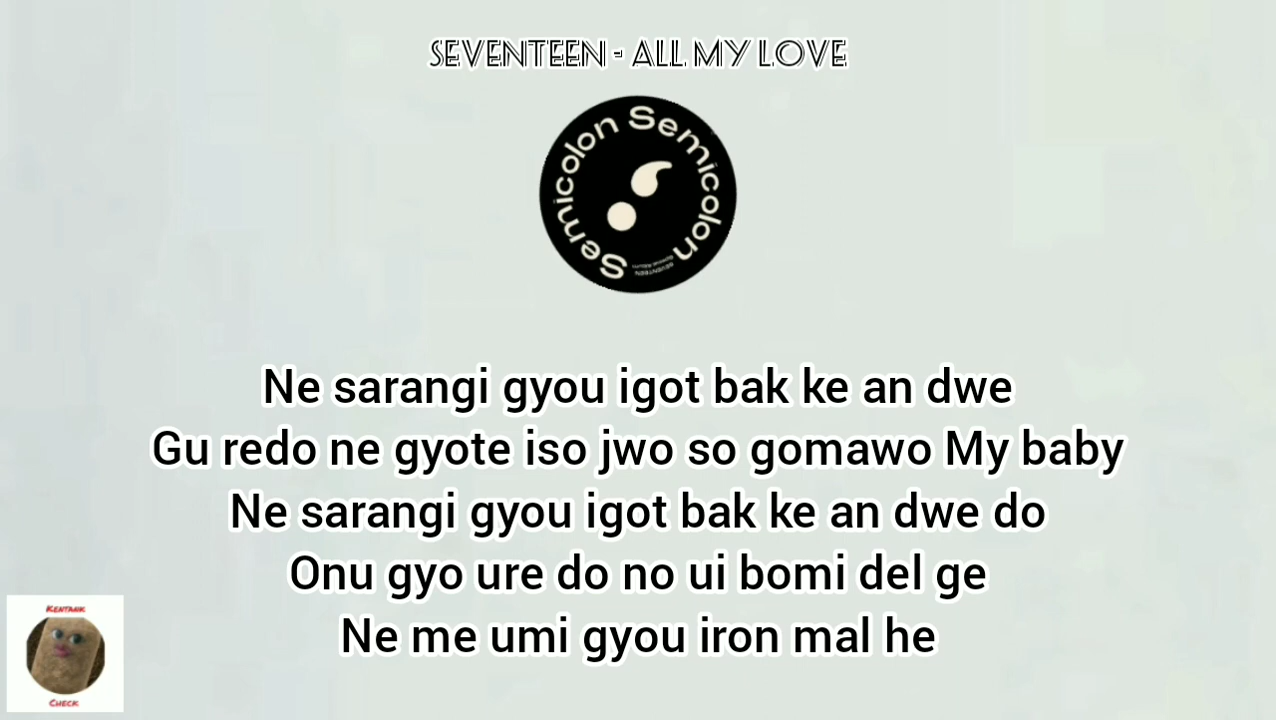 SEVENTEEN - ALL MY LOVE
Semicolon Semicolon
SEVENTEEN
Ne sarangi gyou igot bak ke an dwe
Gu redo ne gyote iso jwo so gomawo My baby
Ne sarangi gyou igot bak ke an dwe do
Onu gyo ure do no ui bomi del ge
Ne me umi gyou iron mal he
KENTANK
CHECK